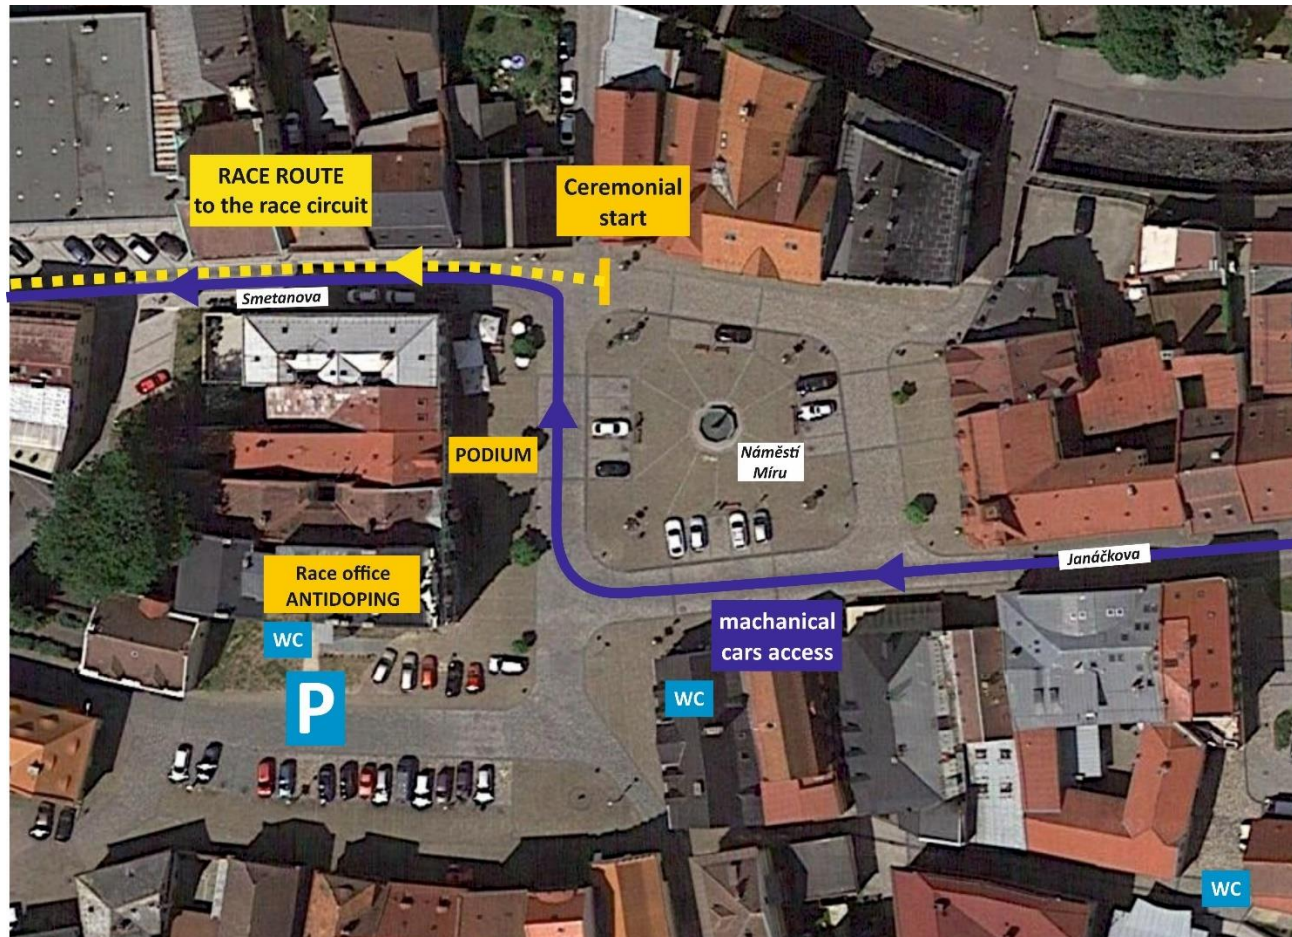 RACE ROUTE
to the race circuit
Ceremonial
start
Smetanova
PODIUM
Náměstí
Míru
Janáčkova
Race office
ANTIDOPING
machanical
cars access
WC
WC
P
WC